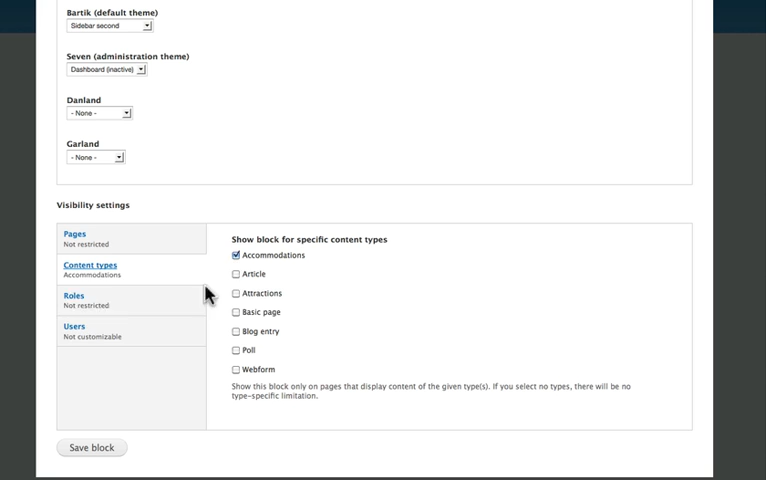 Bartik (default theme)
Sidebar second
Seven (administration theme)
Dashboard (inactive)
Danland
- None -
Garland
- None -
Visibility settings
Pages
Not restricted
Content types
Accommodations
Roles
Not restricted
Users
Not customizable
Show block for specific content types
Accommodations
Article
Attractions
Basic page
Blog entry
Poll
Webform
Show this block only on pages that display content of the given type(s). If you select no types, there will be no
type-specific limitation.
Save block